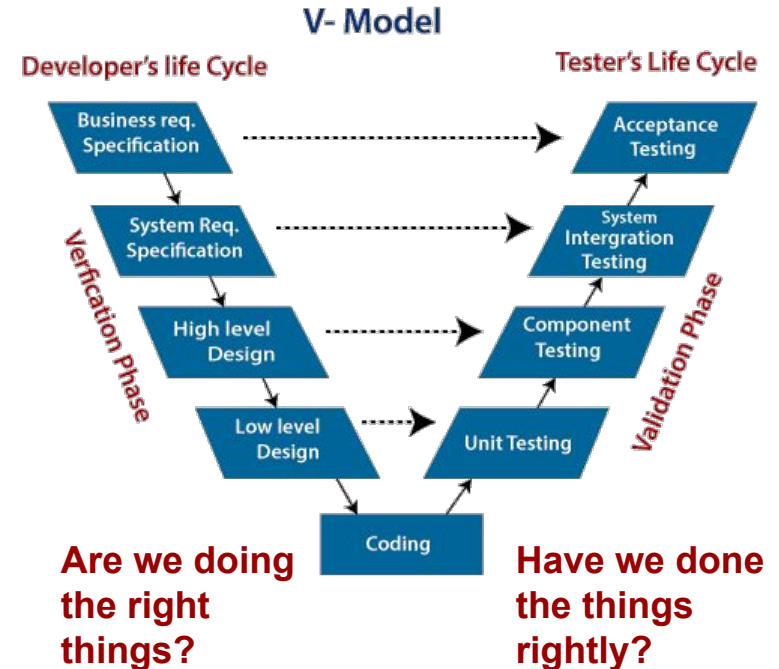 V- Model
Developer's life Cycle
Tester's Life Cycle
Business req.
Specification
Acceptance
Testing
System Req.
Specification
System
Intergration
Testing
Verfication Phase
Validation Phase
High level
Design
Component
Testing
Low level
Design
Unit Testing
Coding
Are we doing
the right
things?
Have we done
the things
rightly?